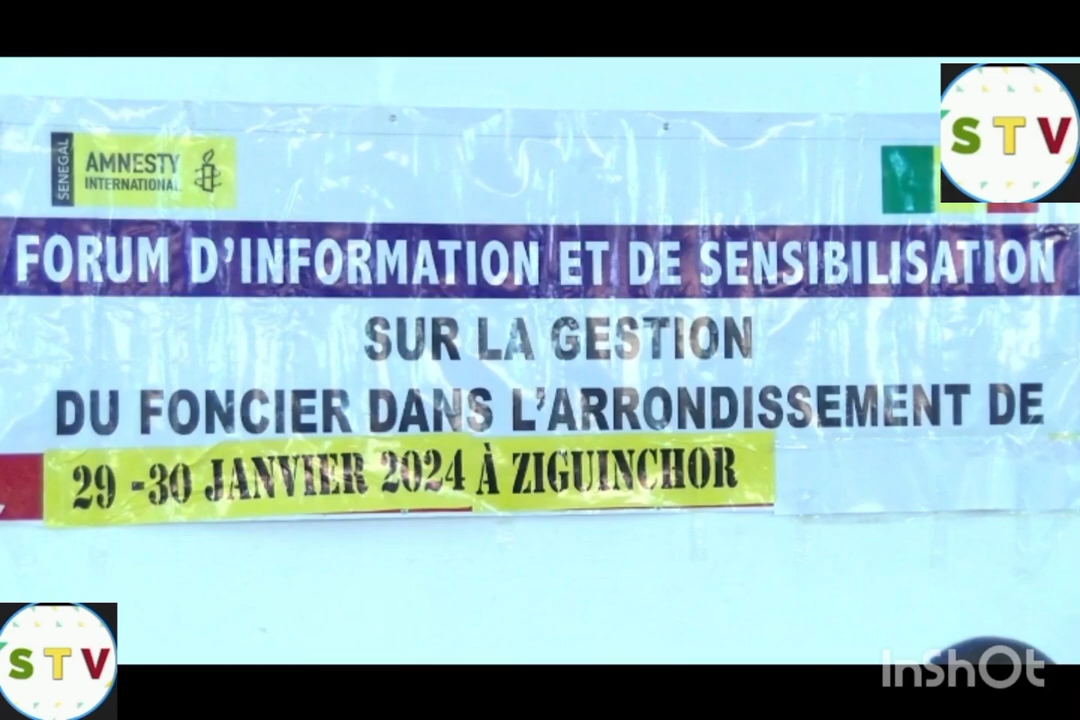 STV
SENEGAL
AMNESTY
INTERNATIONAL
FORUM D'INFORMATION ET DE SENSIBILISATION
SUR LA GESTION
DU FONCIER DANS L'ARRONDISSEMENT DE
29 -30 JANVIER 2024 À ZIGUINCHOR
STV
InShOt